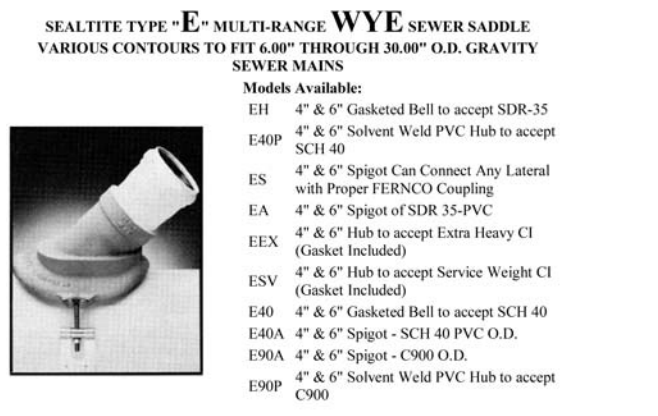 SEALTITE TYPE "E" MULTI-RANGE WYE SEWER SADDLE
VARIOUS CONTOURS TO FIT 6.00" THROUGH 30.00" O.D. GRAVITY
SEWER MAINS
Models Available:
EH 4" & 6" Gasketed Bell to accept SDR-35
E40P 4" & 6" Solvent Weld PVC Hub to accept
SCH 40
ES 4" & 6" Spigot Can Connect Any Lateral
with Proper FERNCO Coupling
EA 4" & 6" Spigot of SDR 35-PVC
EEX 4" & 6" Hub to accept Extra Heavy CI
(Gasket Included)
ESV 4" & 6" Hub to accept Service Weight CI
(Gasket Included)
E40 4" & 6" Gasketed Bell to accept SCH 40
E40A 4" & 6" Spigot - SCH 40 PVC O.D.
E90A 4" & 6" Spigot - C900 O.D.
E90P 4" & 6" Solvent Weld PVC Hub to accept
C900